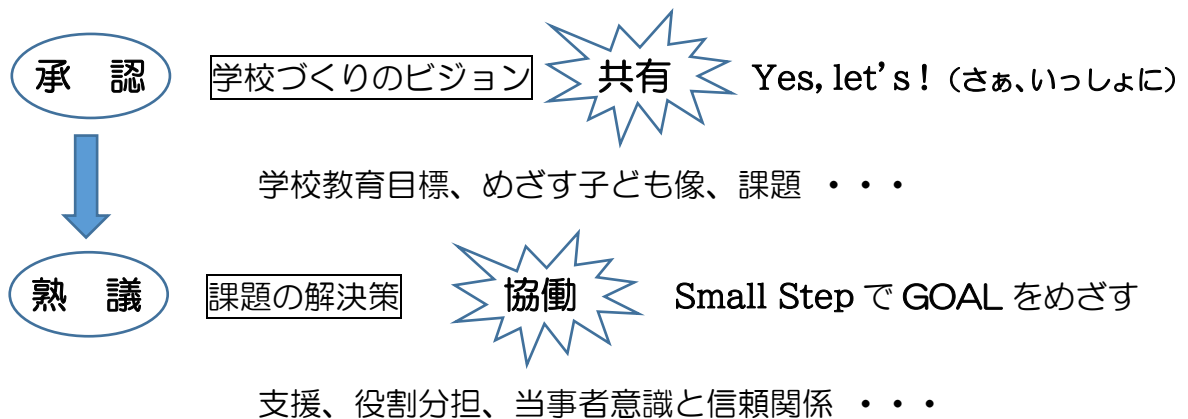 承　認 学校づくりのビジョン 共有 Yes, let's！（さぁ、いっしょに）
学校教育目標、めざす子ども像、課題 ・・・
熟　議 課題の解決策 協働 Small Step で GOAL をめざす
支援、役割分担、当事者意識と信頼関係 ・・・